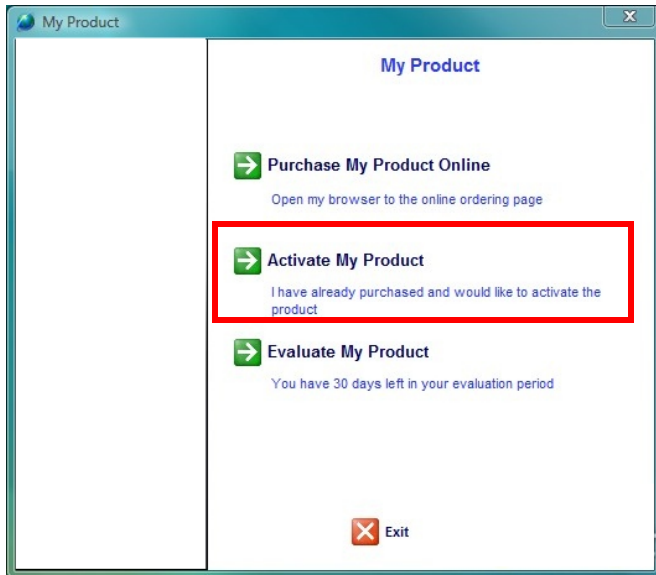 My Product
My Product
Purchase My Product Online
Open my browser to the online ordering page
Activate My Product
I have already purchased and would like to activate the
product
Evaluate My Product
You have 30 days left in your evaluation period
Exit